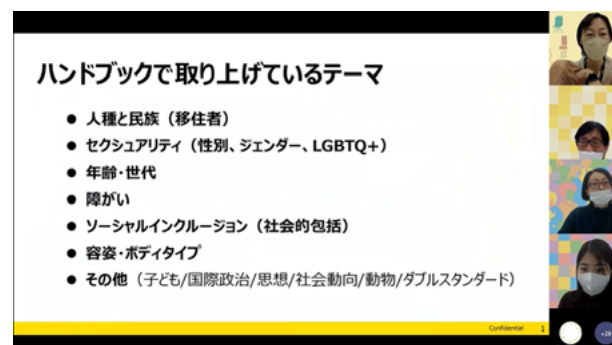 ハンドブックで取り上げているテーマ
● 人種と民族（移住者）
● セクシュアリティ（性別、ジェンダー、LGBTQ+）
● 年齢・世代
● 障がい
● ソーシャルインクルージョン（社会的包括）
● 容姿・ボディタイプ
● その他（子ども/国際政治/思想/社会動向/動物/ダブルスタンダード）
Confidential 1
+28